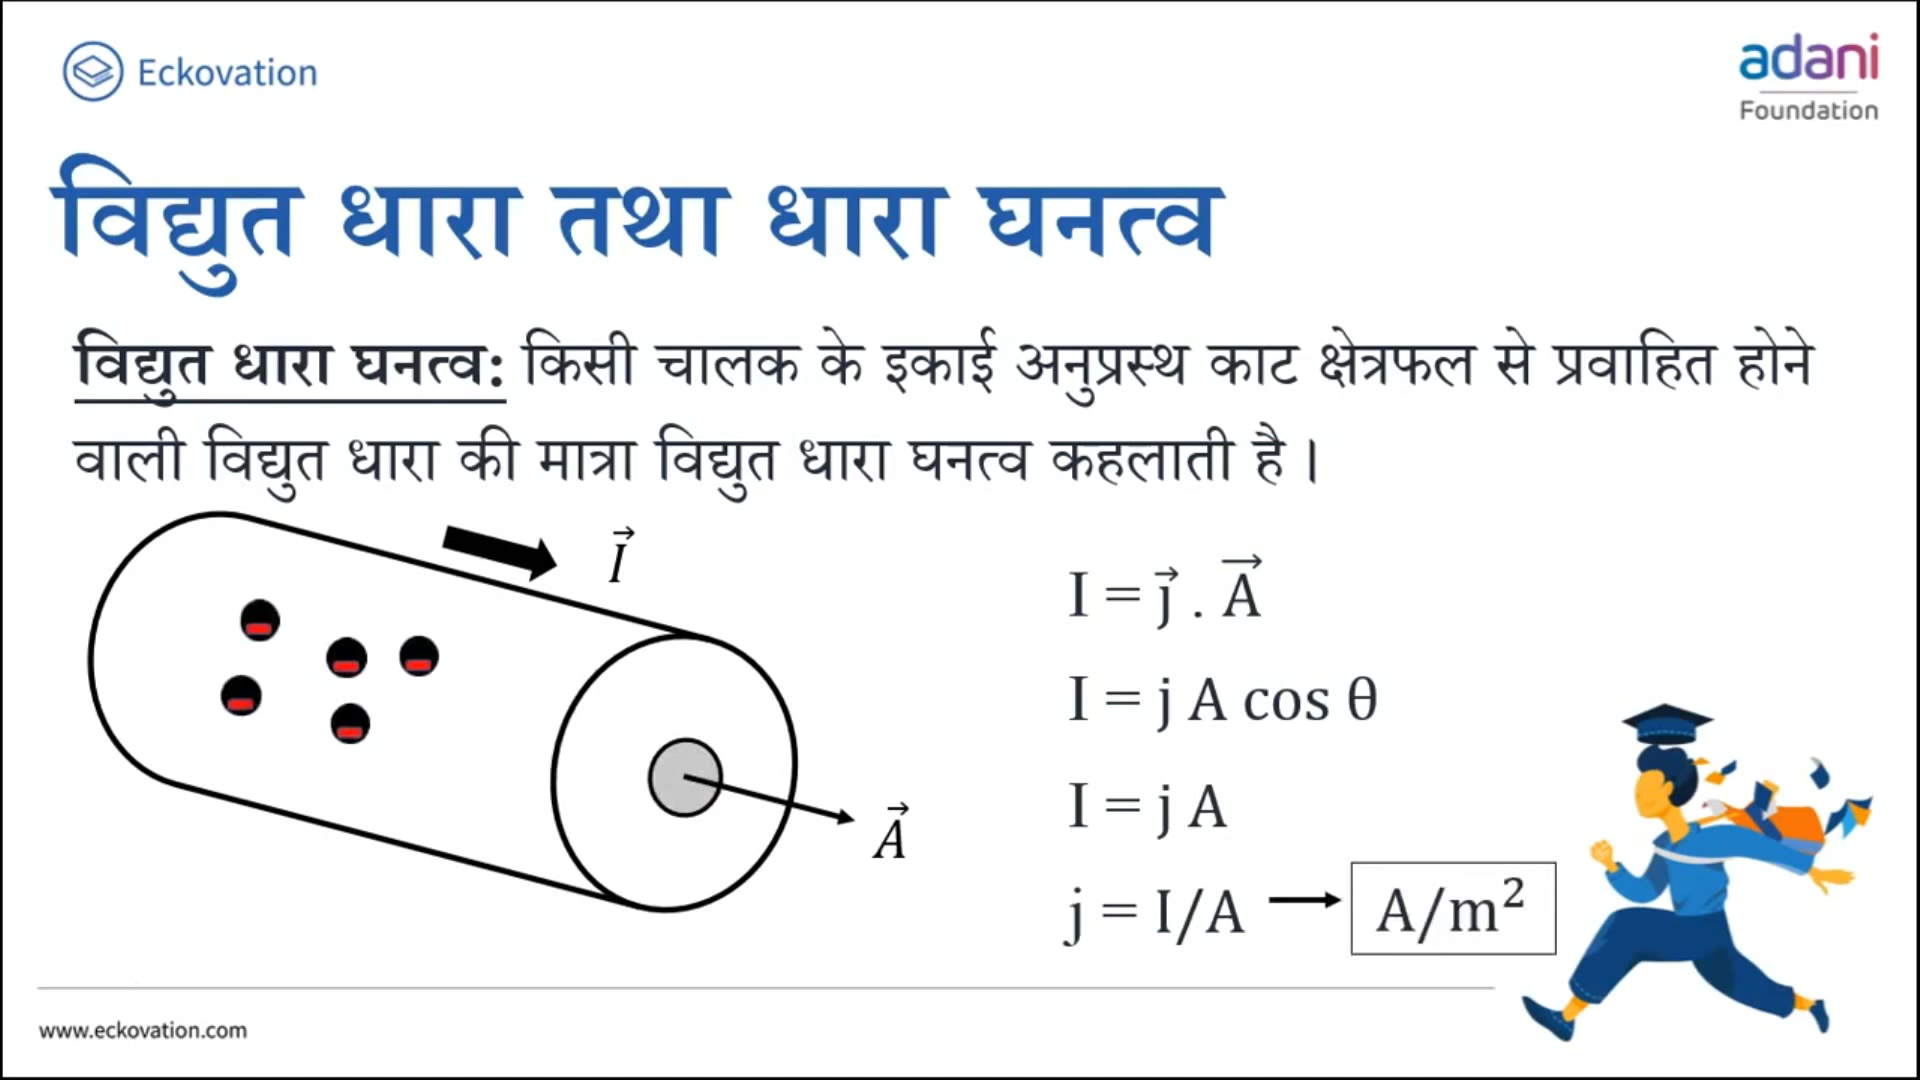 Eckovation
adani
Foundation
विद्युत धारा तथा धारा घनत्व
विद्युत धारा घनत्व: किसी चालक के इकाई अनुप्रस्थ काट क्षेत्रफल से प्रवाहित होने
वाली विद्युत धारा की मात्रा विद्युत धारा घनत्व कहलाती है ।
I⃗
A⃗
I = j⃗ . A⃗
I = j A cos θ
I = j A
j = I/A → A/m²
www.eckovation.com